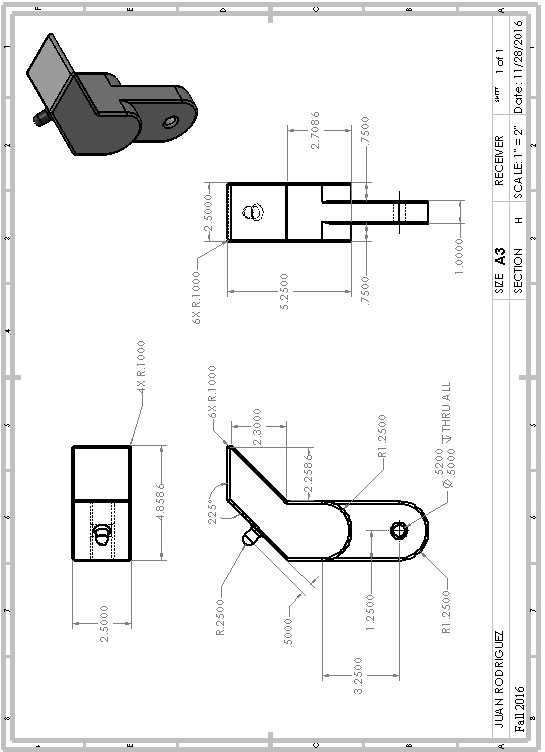 8 7 6 5 4 3 2 1
F
E
D
C
B
A
2.5000
4.8586
4X R.1000
6X R.1000
2.5000
5.2500
2.7086
.7500
.7500
1.0000
225°
R.2500
.5000
6X R.1000
2.3000
2.2586
R1.2500
3.2500
1.2500
R1.2500
.5200 ↧ THRU ALL
Ø .5000
JUAN RODRIGUEZ SIZE A3 RECEIVER SHEET 1 of 1
Fall 2016 SECTION H SCALE: 1" = 2" Date: 11/28/2016